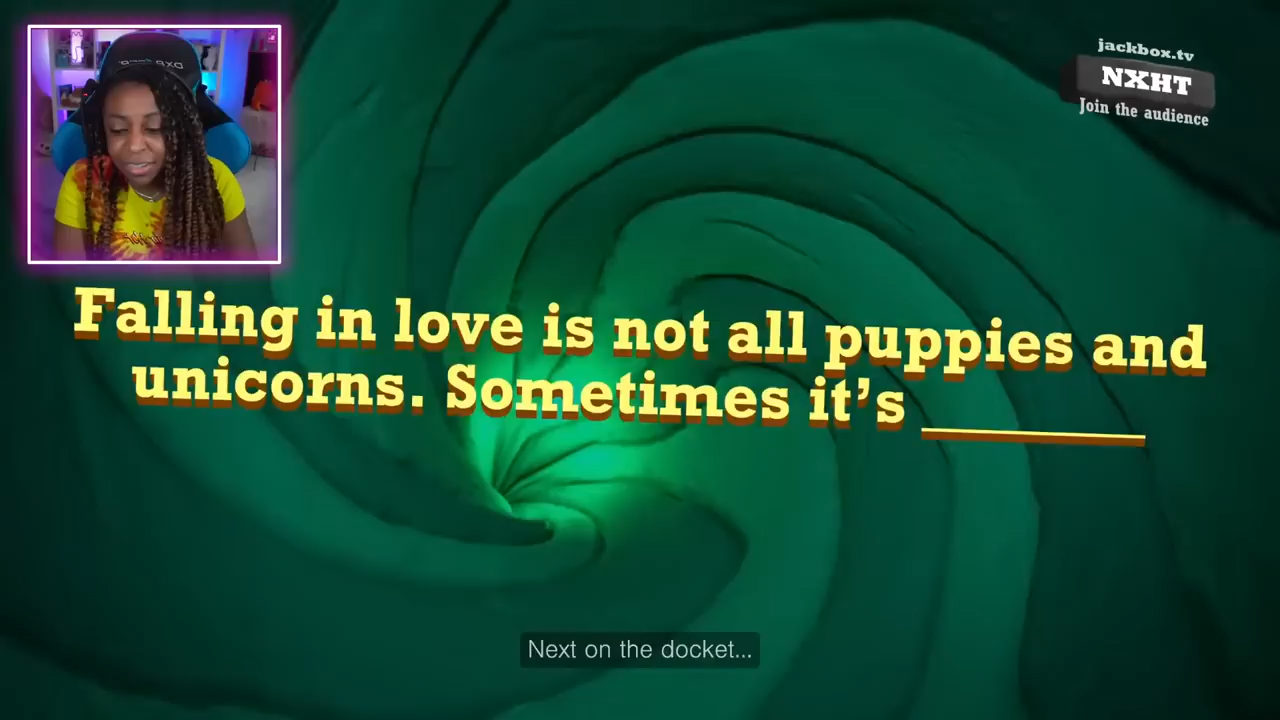 jackbox.tv
NXHT
Join the audience
Falling in love is not all puppies and
unicorns. Sometimes it's ______
Next on the docket...